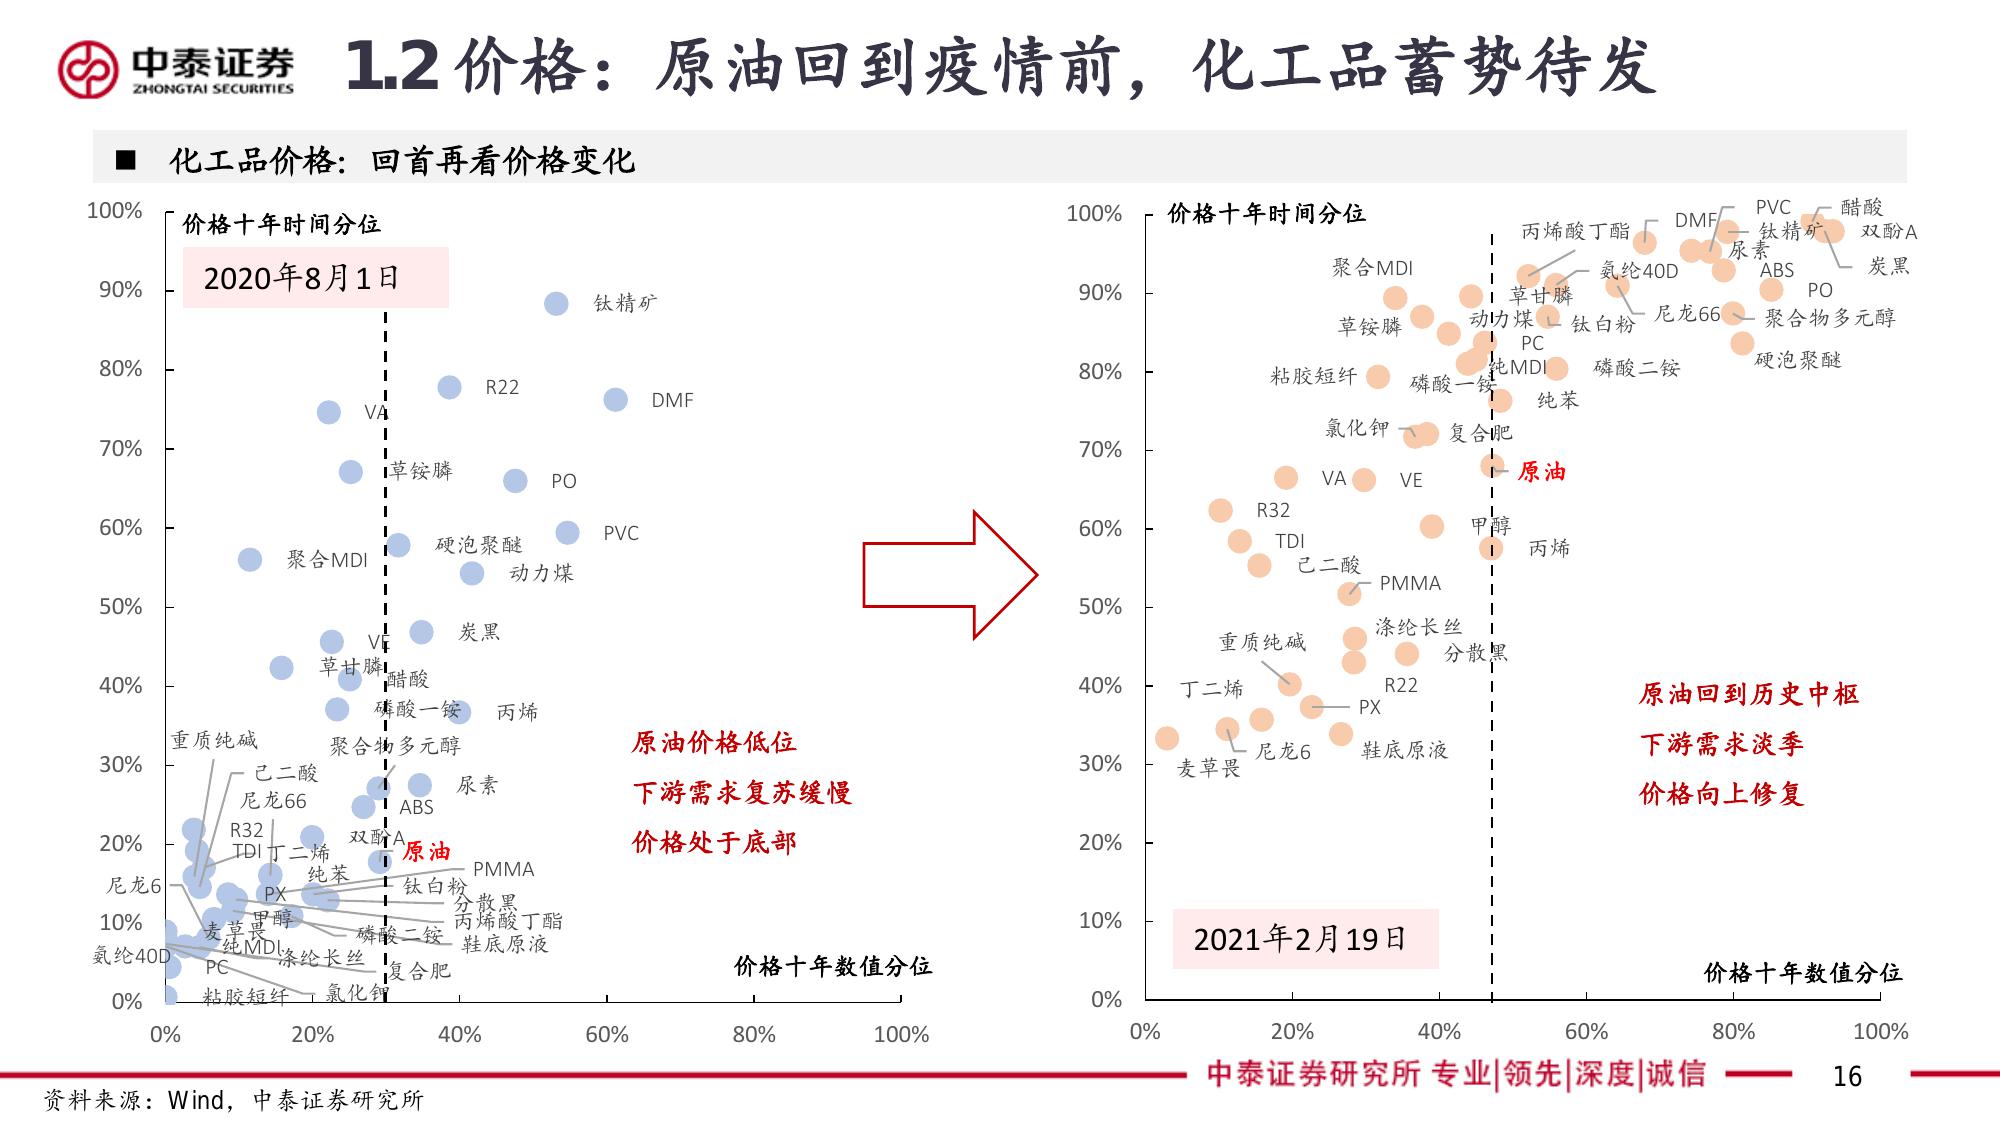 中泰证券
ZHONGTAI SECURITIES
1.2价格：原油回到疫情前，化工品蓄势待发
■ 化工品价格：回首再看价格变化
100%
90%
80%
70%
60%
50%
40%
30%
20%
10%
0%
价格十年时间分位
2020年8月1日
钛精矿
R22
VA
DMF
草铵膦
PO
PVC
硬泡聚醚
聚合MDI
动力煤
炭黑
VE
草甘膦
醋酸
磷酸一铵
丙烯
重质纯碱
聚合物多元醇
己二酸
尿素
尼龙66
ABS
R32
双酚A
TDI
丁二烯
原油
纯苯
PMMA
尼龙6
钛白粉
PX
分散黑
甲醇
丙烯酸丁酯
麦草畏
磷酸二铵
鞋底原液
纯MDI
氨纶40D
涤纶长丝
PC
复合肥
粘胶短纤
氯化钾
价格十年数值分位
0%
20%
40%
60%
80%
100%
原油价格低位
下游需求复苏缓慢
价格处于底部
100%
90%
80%
70%
60%
50%
40%
30%
20%
10%
0%
价格十年时间分位
PVC
醋酸
DMF
丙烯酸丁酯
钛精矿
双酚A
尿素
聚合MDI
氨纶40D
ABS
炭黑
草甘膦
PO
草铵膦
动力煤
钛白粉
尼龙66
聚合物多元醇
PC
硬泡聚醚
纯MDI
磷酸二铵
粘胶短纤
磷酸一铵
纯苯
氯化钾
复合肥
原油
VA
VE
R32
甲醇
TDI
丙烯
己二酸
PMMA
涤纶长丝
重质纯碱
分散黑
丁二烯
R22
PX
尼龙6
鞋底原液
麦草畏
原油回到历史中枢
下游需求淡季
价格向上修复
2021年2月19日
价格十年数值分位
0%
20%
40%
60%
80%
100%
中泰证券研究所 专业|领先|深度|诚信
16
资料来源：Wind，中泰证券研究所